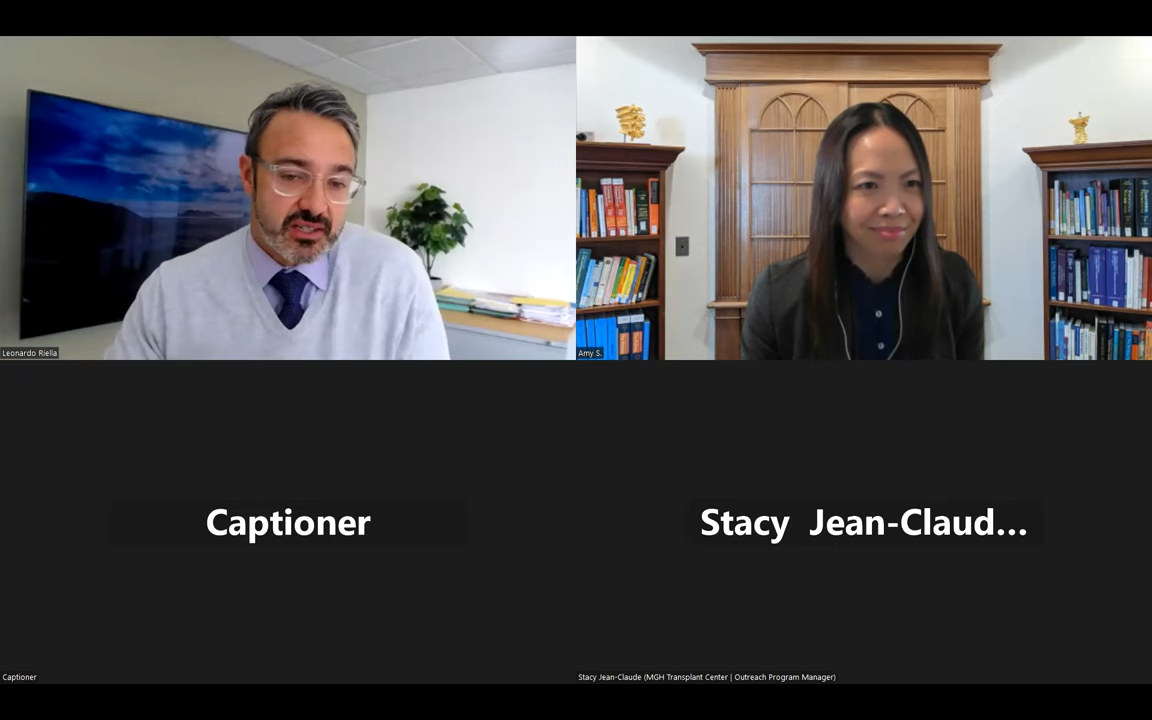 Leonardo Riella
Amy S.
Captioner
Stacy Jean-Claud...
Captioner
Stacy Jean-Claude (MGH Transplant Center | Outreach Program Manager)